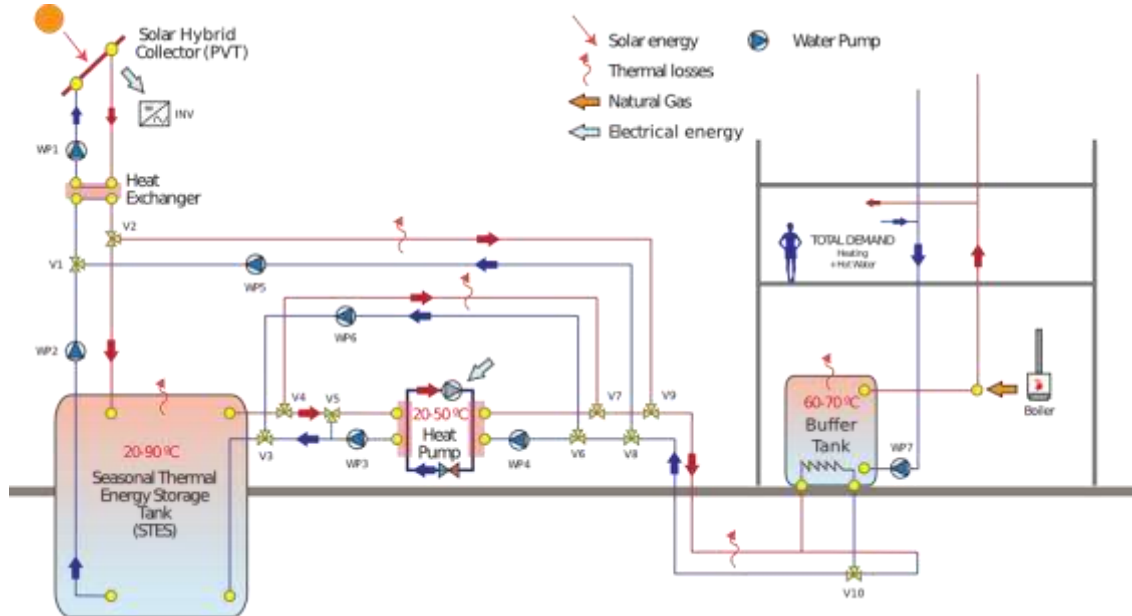 Solar Hybrid
Collector (PVT)
INV
WP1
Heat
Exchanger
V2
V1
WP5
WP2
WP6
V4
V5
V3
WP3
20-50 ºC
Heat
Pump
WP4
V7
V9
V6
V8
20-90 ºC
Seasonal Thermal
Energy Storage
Tank
(STES)
Solar energy
Thermal losses
Natural Gas
Electrical energy
Water Pump
TOTAL DEMAND
Heating
+Hot Water
60-70 ºC
Buffer
Tank
WP7
Boiler
V10